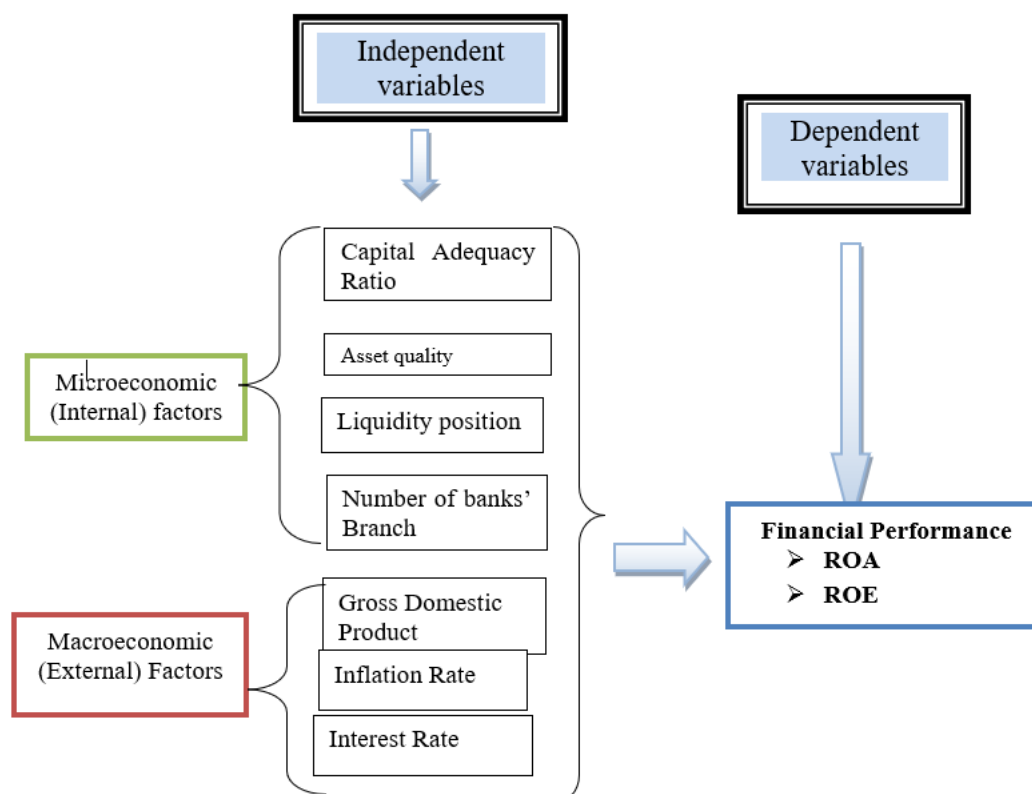 Independent
variables
Dependent
variables
Capital Adequacy
Ratio
Asset quality
Microeconomic
(Internal) factors
Liquidity position
Number of banks’
Branch
Financial Performance
➢ ROA
➢ ROE
Gross Domestic
Product
Macroeconomic
(External) Factors
Inflation Rate
Interest Rate